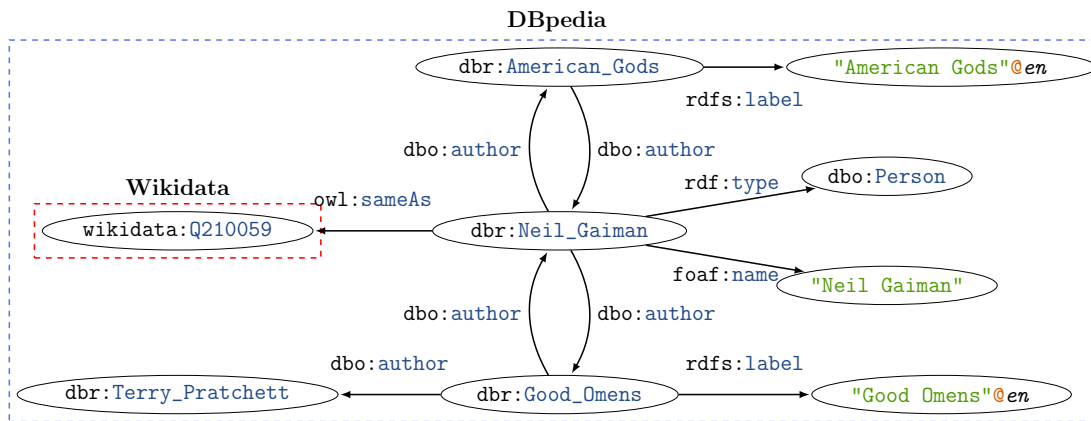 DBpedia
dbr:American_Gods
"American Gods"@en
rdfs:label
dbo:author
dbo:author
rdf:type
dbo:Person
Wikidata
owl:sameAs
wikidata:Q210059
dbr:Neil_Gaiman
foaf:name
"Neil Gaiman"
dbo:author
dbo:author
dbo:author
rdfs:label
dbr:Terry_Pratchett
dbr:Good_Omens
"Good Omens"@en